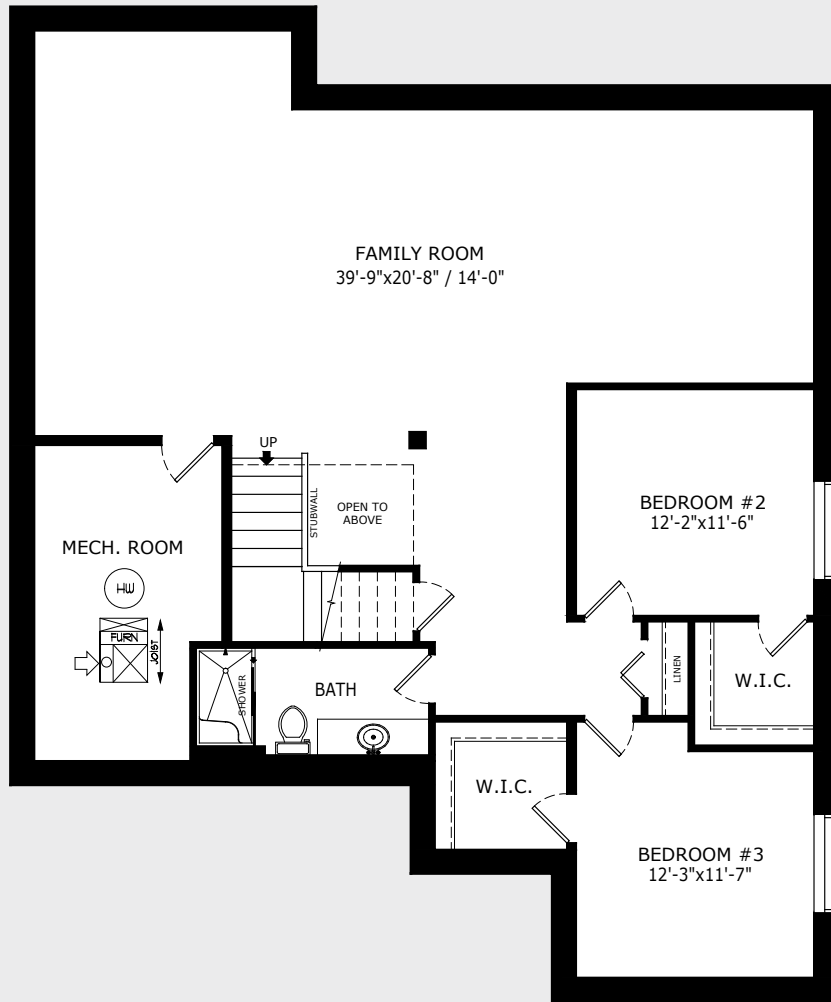 FAMILY ROOM
39'-9"x20'-8" / 14'-0"
UP
STUBWALL
OPEN TO
ABOVE
BEDROOM #2
12'-2"x11'-6"
MECH. ROOM
HW
FURN
JOIST
SHOWER
BATH
LINEN
W.I.C.
W.I.C.
BEDROOM #3
12'-3"x11'-7"